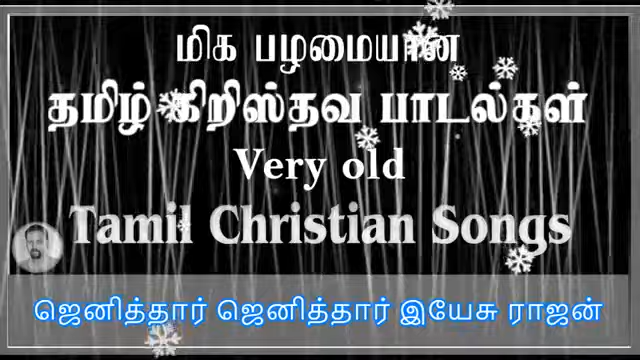 மிக பழமையான
தமிழ் கிறிஸ்தவ பாடல்கள்
Very old
Tamil Christian Songs
ஜெனித்தார் ஜெனித்தார் இயேசு ராஜன்